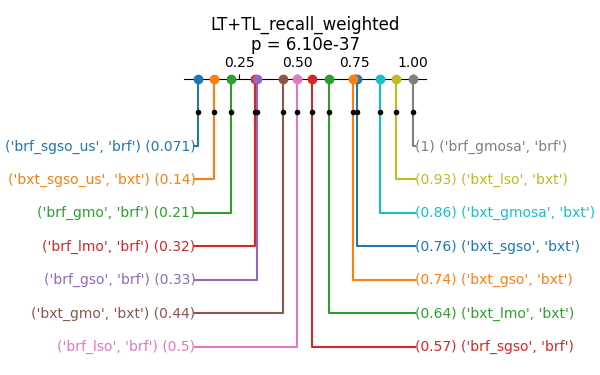 LT+TL_recall_weighted
p = 6.10e-37
0.25 0.50 0.75 1.00
('brf_sgso_us', 'brf') (0.071) (1) ('brf_gmosa', 'brf')
('bxt_sgso_us', 'bxt') (0.14) (0.93) ('bxt_lso', 'bxt')
('brf_gmo', 'brf') (0.21) (0.86) ('bxt_gmosa', 'bxt')
('brf_lmo', 'brf') (0.32) (0.76) ('bxt_sgso', 'bxt')
('brf_gso', 'brf') (0.33) (0.74) ('bxt_gso', 'bxt')
('bxt_gmo', 'bxt') (0.44) (0.64) ('bxt_lmo', 'bxt')
('brf_lso', 'brf') (0.5) (0.57) ('brf_sgso', 'brf')